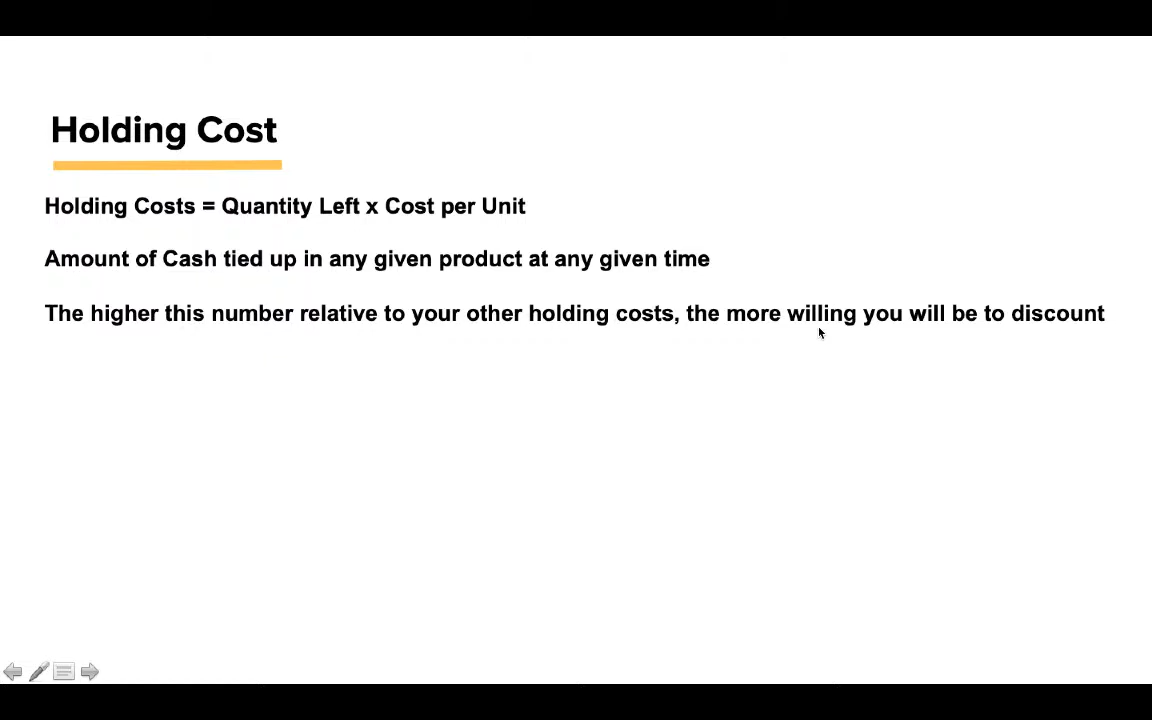 Holding Cost
Holding Costs = Quantity Left x Cost per Unit
Amount of Cash tied up in any given product at any given time
The higher this number relative to your other holding costs, the more willing you will be to discount